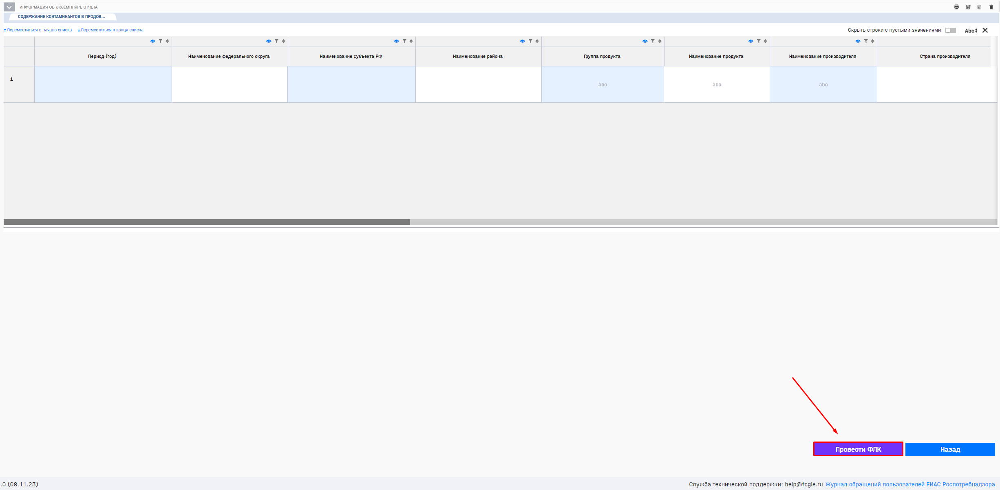 ИНФОРМАЦИЯ ОБ ЭКЗЕМПЛЯРЕ ОТЧЕТА
СОДЕРЖАНИЕ КОНТАМИНАНТОВ В ПРОДОВ...
Переместиться в начало списка Переместиться к концу списка
Скрыть строки с пустыми значениями Abc
Период (год) Наименование федерального округа Наименование субъекта РФ Наименование района Группа продукта Наименование продукта Наименование производителя Страна производителя
1 abc abc abc
Провести ФЛК Назад
.0 (08.11.23) Служба технической поддержки: help@fcgie.ru Журнал обращений пользователей ЕИАС Роспотребнадзора